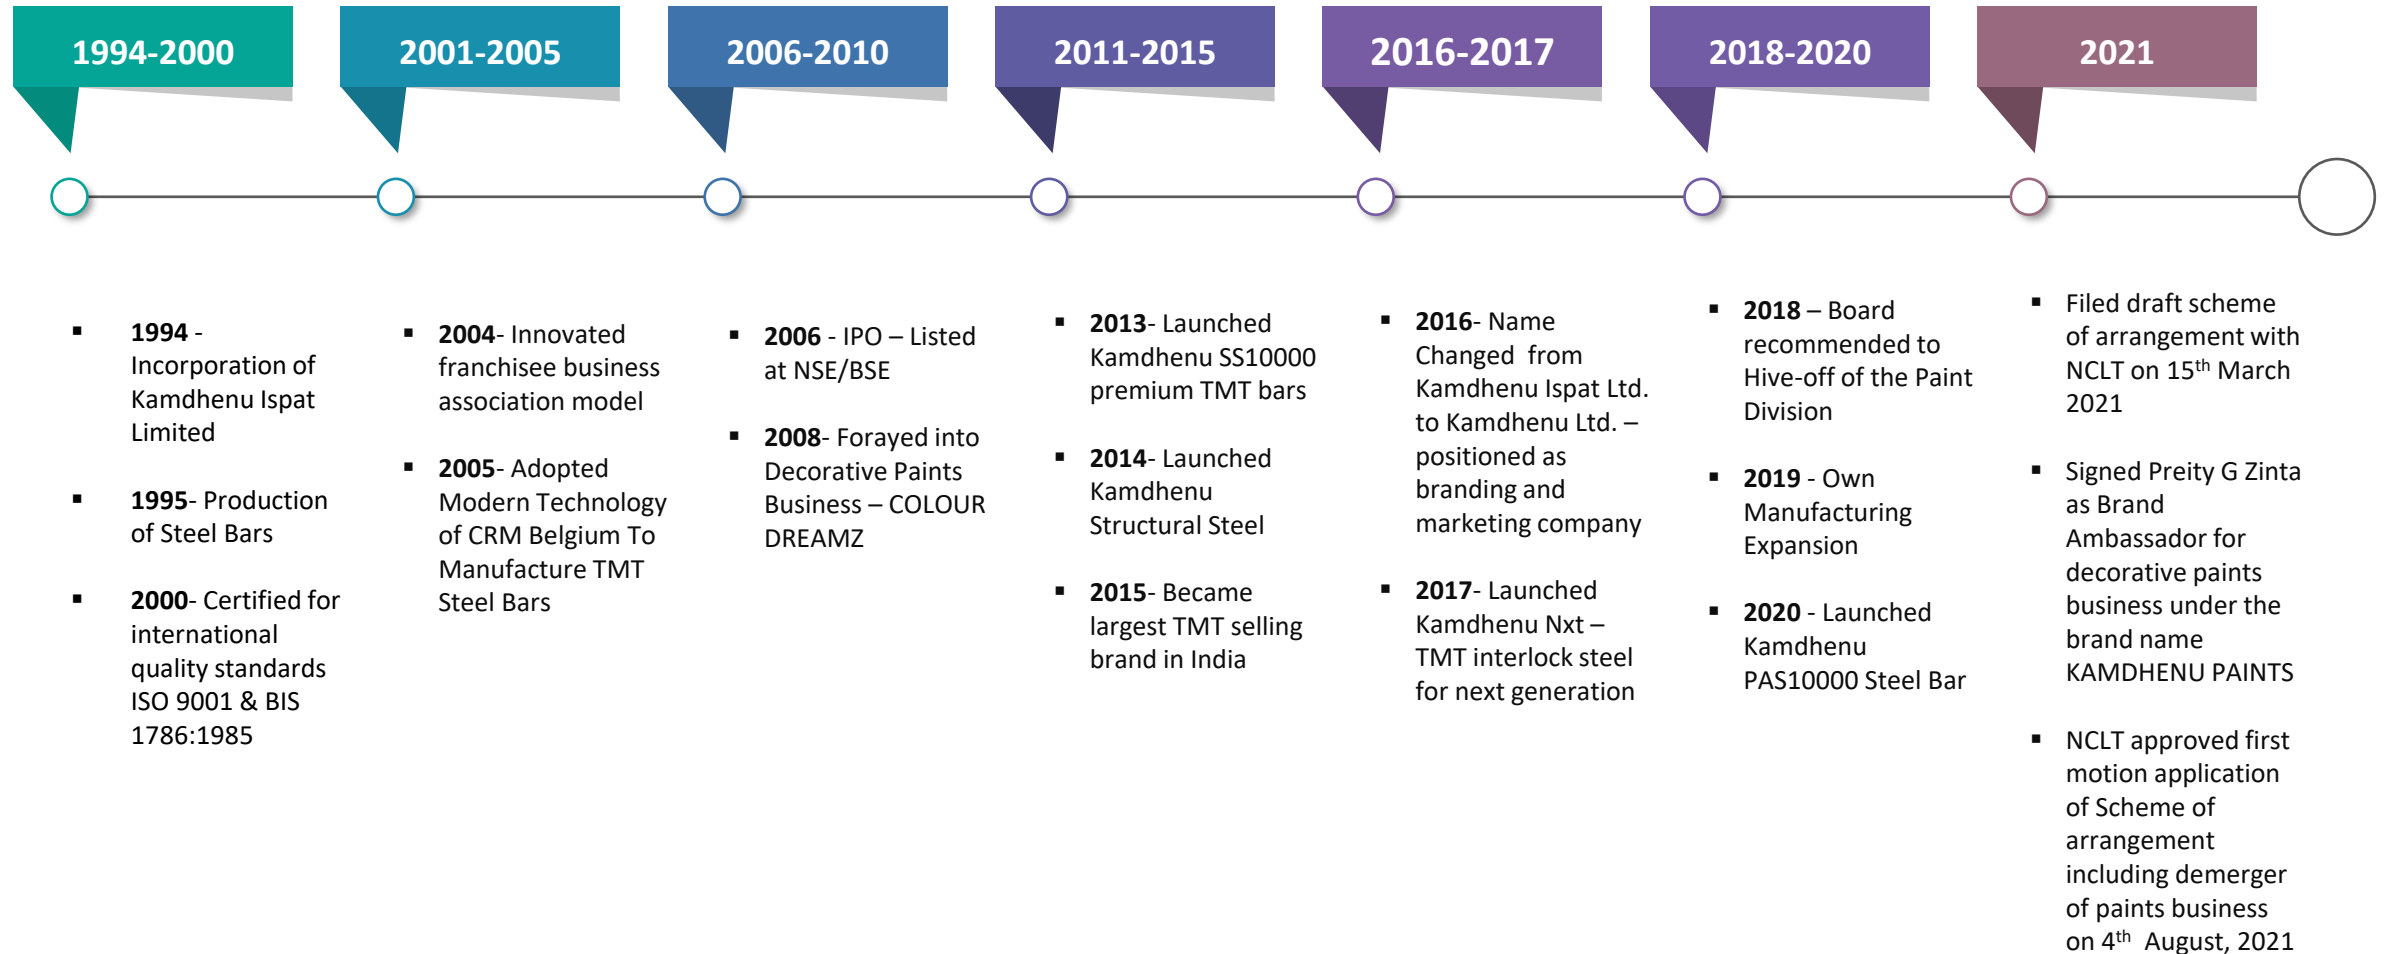 1994-2000
2001-2005
2006-2010
2011-2015
2016-2017
2018-2020
2021
▪ 1994 -
Incorporation of
Kamdhenu Ispat
Limited
▪ 1995- Production
of Steel Bars
▪ 2000- Certified for
international
quality standards
ISO 9001 & BIS
1786:1985
▪ 2004- Innovated
franchisee business
association model
▪ 2005- Adopted
Modern Technology
of CRM Belgium To
Manufacture TMT
Steel Bars
▪ 2006 - IPO – Listed
at NSE/BSE
▪ 2008- Forayed into
Decorative Paints
Business – COLOUR
DREAMZ
▪ 2013- Launched
Kamdhenu SS10000
premium TMT bars
▪ 2014- Launched
Kamdhenu
Structural Steel
▪ 2015- Became
largest TMT selling
brand in India
▪ 2016- Name
Changed from
Kamdhenu Ispat Ltd.
to Kamdhenu Ltd. –
positioned as
branding and
marketing company
▪ 2017- Launched
Kamdhenu Nxt –
TMT interlock steel
for next generation
▪ 2018 – Board
recommended to
Hive-off of the Paint
Division
▪ 2019 - Own
Manufacturing
Expansion
▪ 2020 - Launched
Kamdhenu
PAS10000 Steel Bar
▪ Filed draft scheme
of arrangement with
NCLT on 15th March
2021
▪ Signed Preity G Zinta
as Brand
Ambassador for
decorative paints
business under the
brand name
KAMDHENU PAINTS
▪ NCLT approved first
motion application
of Scheme of
arrangement
including demerger
of paints business
on 4th August, 2021